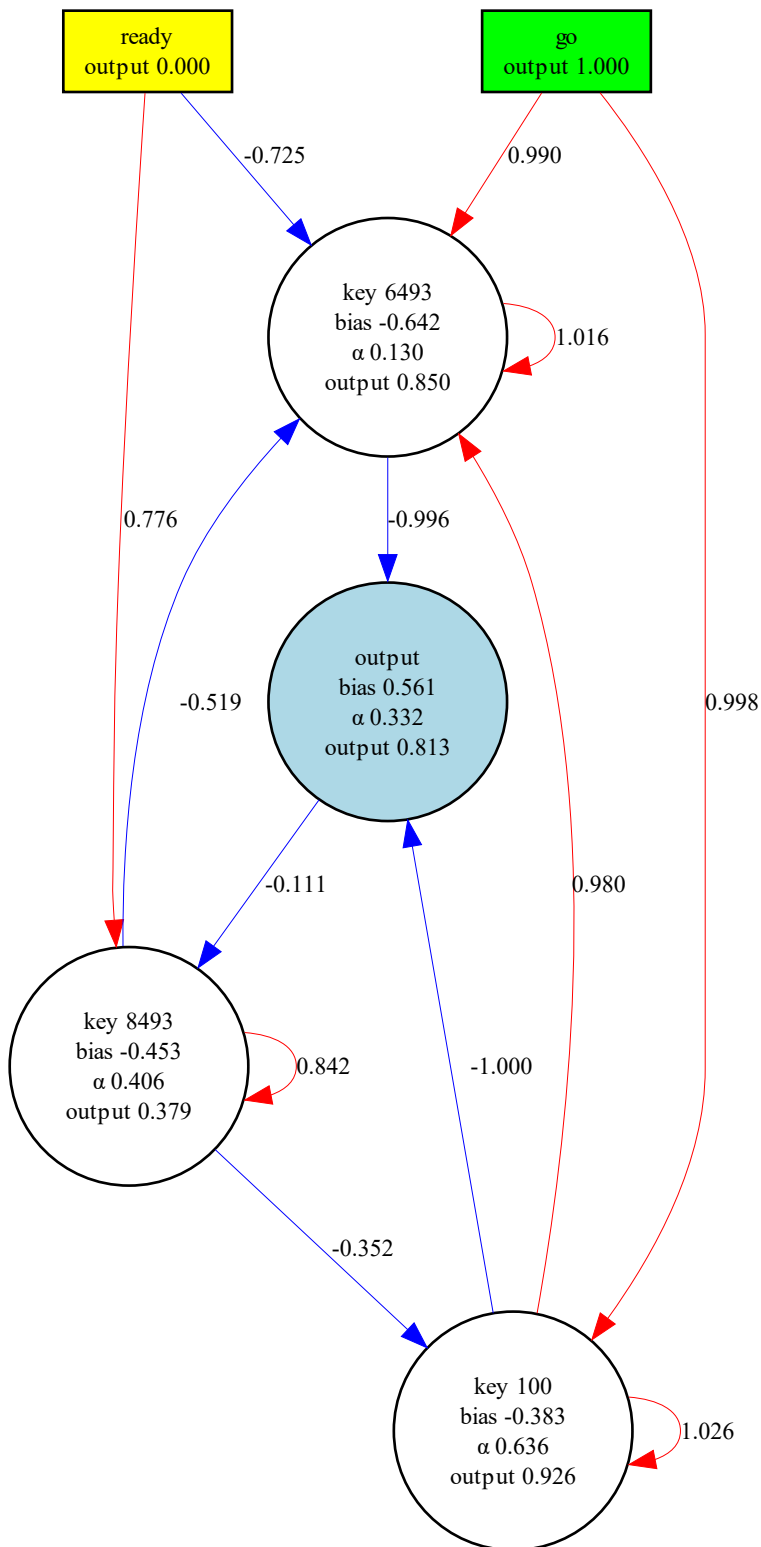 ready
output 0.000
go
output 1.000
-0.725
0.990
key 6493
bias -0.642
α 0.130
output 0.850
1.016
0.776
-0.996
-0.519
output
bias 0.561
α 0.332
output 0.813
0.998
-0.111
0.980
key 8493
bias -0.453
α 0.406
output 0.379
0.842
-1.000
-0.352
key 100
bias -0.383
α 0.636
output 0.926
1.026